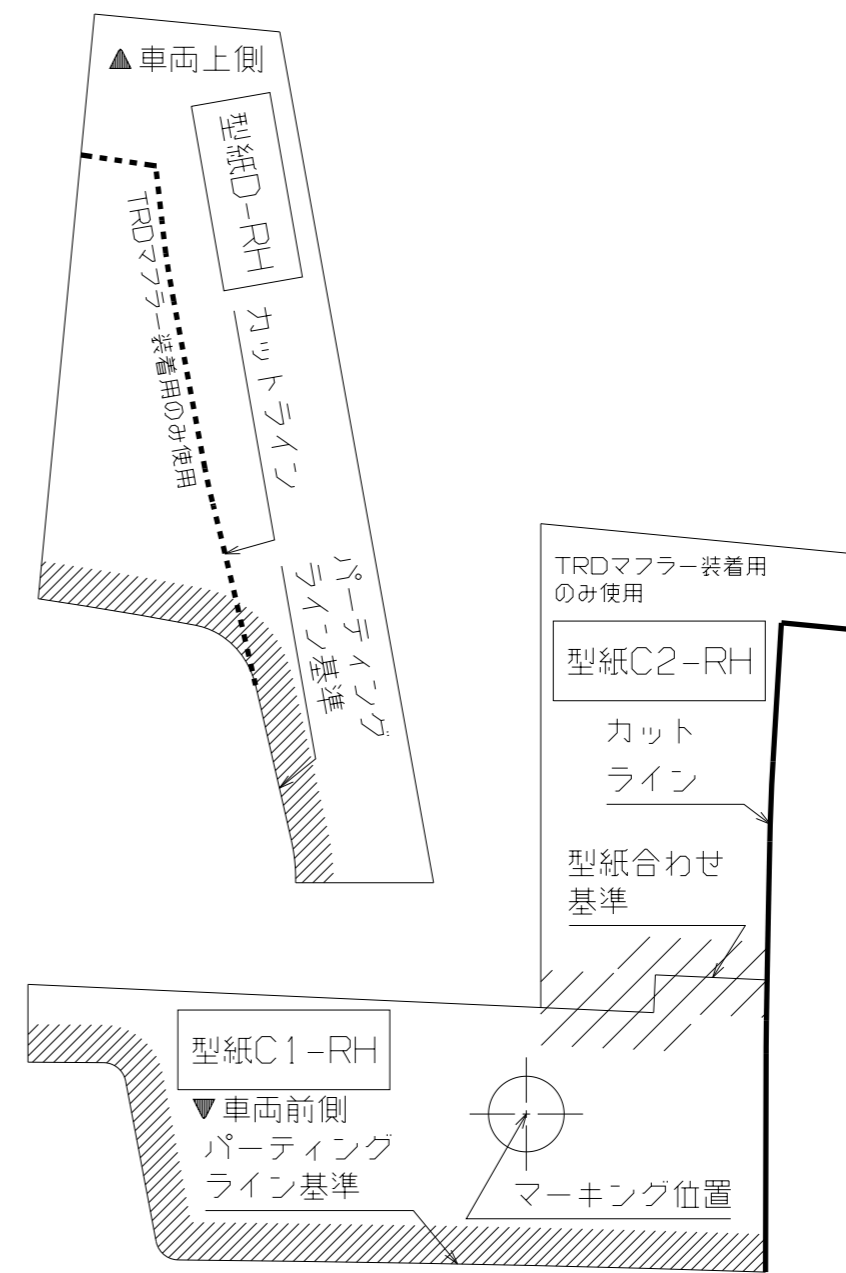 ▲車両上側
型紙D-RH
TRDマフラー装着用のみ使用
カットライン
パーティング
ライン基準
TRDマフラー装着用
のみ使用
型紙C2-RH
カット
ライン
型紙合わせ
基準
型紙C1-RH
▼車両前側
パーティング
ライン基準
マーキング位置